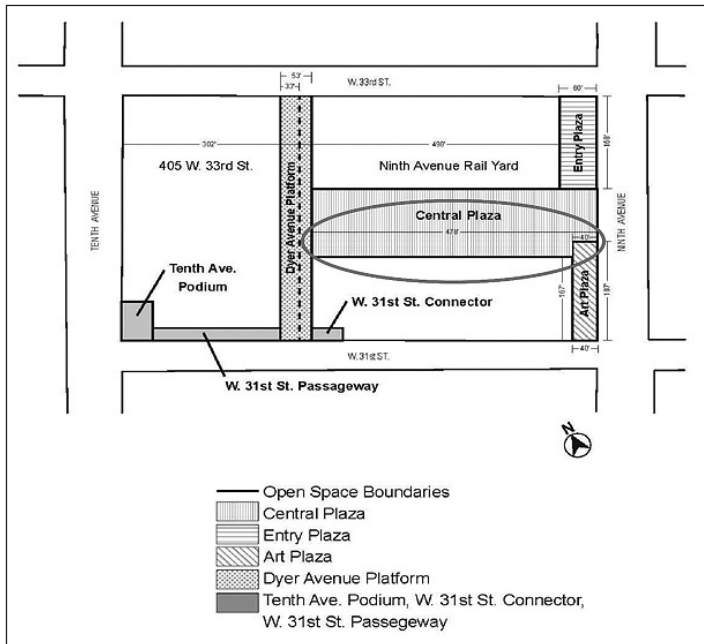 53'
33'
W. 33rd ST.
60'
302'
498'
168'
405 W. 33rd St.
Ninth Avenue Rail Yard
Entry Plaza
TENTH AVENUE
Dyer Avenue Platform
Central Plaza
NINTH AVENUE
478'
40'
Tenth Ave.
Podium
W. 31st St. Connector
167'
Art Plaza
40'
W. 31st ST.
W. 31st St. Passageway
N
Open Space Boundaries
Central Plaza
Entry Plaza
Art Plaza
Dyer Avenue Platform
Tenth Ave. Podium, W. 31st St. Connector,
W. 31st St. Passegeway